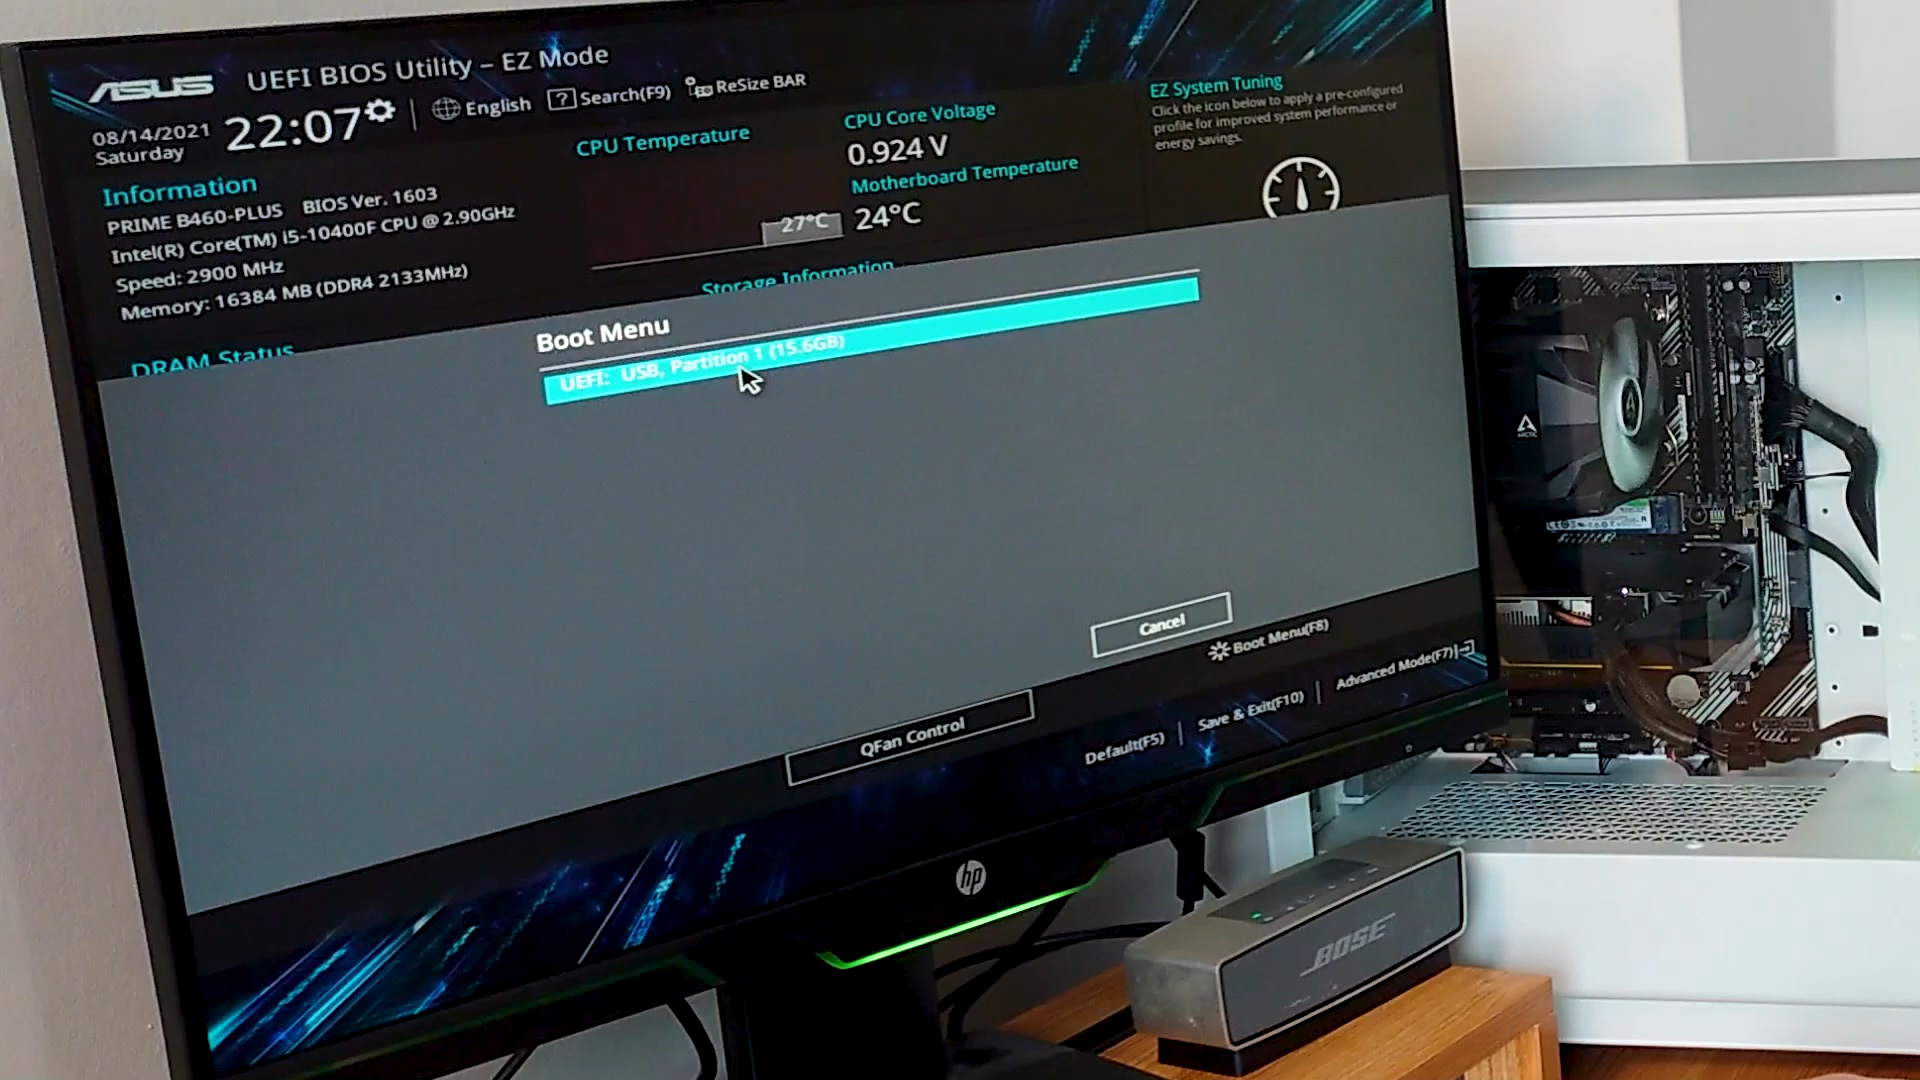 ASUS UEFI BIOS Utility – EZ Mode
08/14/2021
Saturday
22:07
English
Search(F9)
ReSize BAR
Information
PRIME B460-PLUS BIOS Ver. 1603
Intel(R) Core(TM) i5-10400F CPU @ 2.90GHz
Speed: 2900 MHz
Memory: 16384 MB (DDR4 2133MHz)
CPU Temperature
27°C
CPU Core Voltage
0.924 V
Motherboard Temperature
24°C
EZ System Tuning
Click the icon below to apply a pre-configured
profile for improved system performance or
energy savings.
DRAM Status
Storage Information
Boot Menu
UEFI: USB, Partition 1 (15.6GB)
Cancel
Boot Menu(F8)
QFan Control
Default(F5)
Save & Exit(F10)
Advanced Mode(F7)
hp
BOSE
ARCTIC